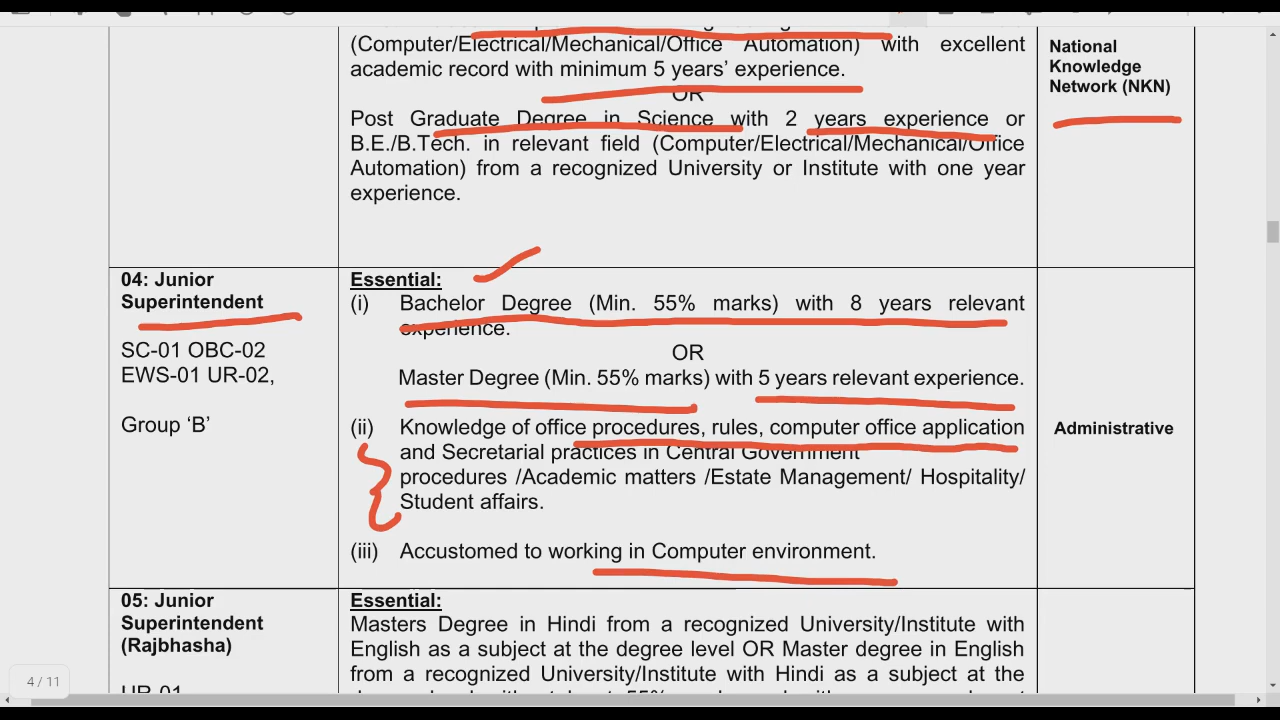 (Computer/Electrical/Mechanical/Office Automation) with excellent
academic record with minimum 5 years' experience.
OR
Post Graduate Degree in Science with 2 years experience or
B.E./B.Tech. in relevant field (Computer/Electrical/Mechanical/Office
Automation) from a recognized University or Institute with one year
experience.
National
Knowledge
Network (NKN)
04: Junior
Superintendent
SC-01 OBC-02
EWS-01 UR-02,
Group 'B'
Essential:
(i) Bachelor Degree (Min. 55% marks) with 8 years relevant
experience.
OR
Master Degree (Min. 55% marks) with 5 years relevant experience.
(ii) Knowledge of office procedures, rules, computer office application
and Secretarial practices in Central Government
procedures /Academic matters /Estate Management/ Hospitality/
Student affairs.
(iii) Accustomed to working in Computer environment.
Administrative
05: Junior
Superintendent
(Rajbhasha)
UR-01
Essential:
Masters Degree in Hindi from a recognized University/Institute with
English as a subject at the degree level OR Master degree in English
from a recognized University/Institute with Hindi as a subject at the
4 / 11